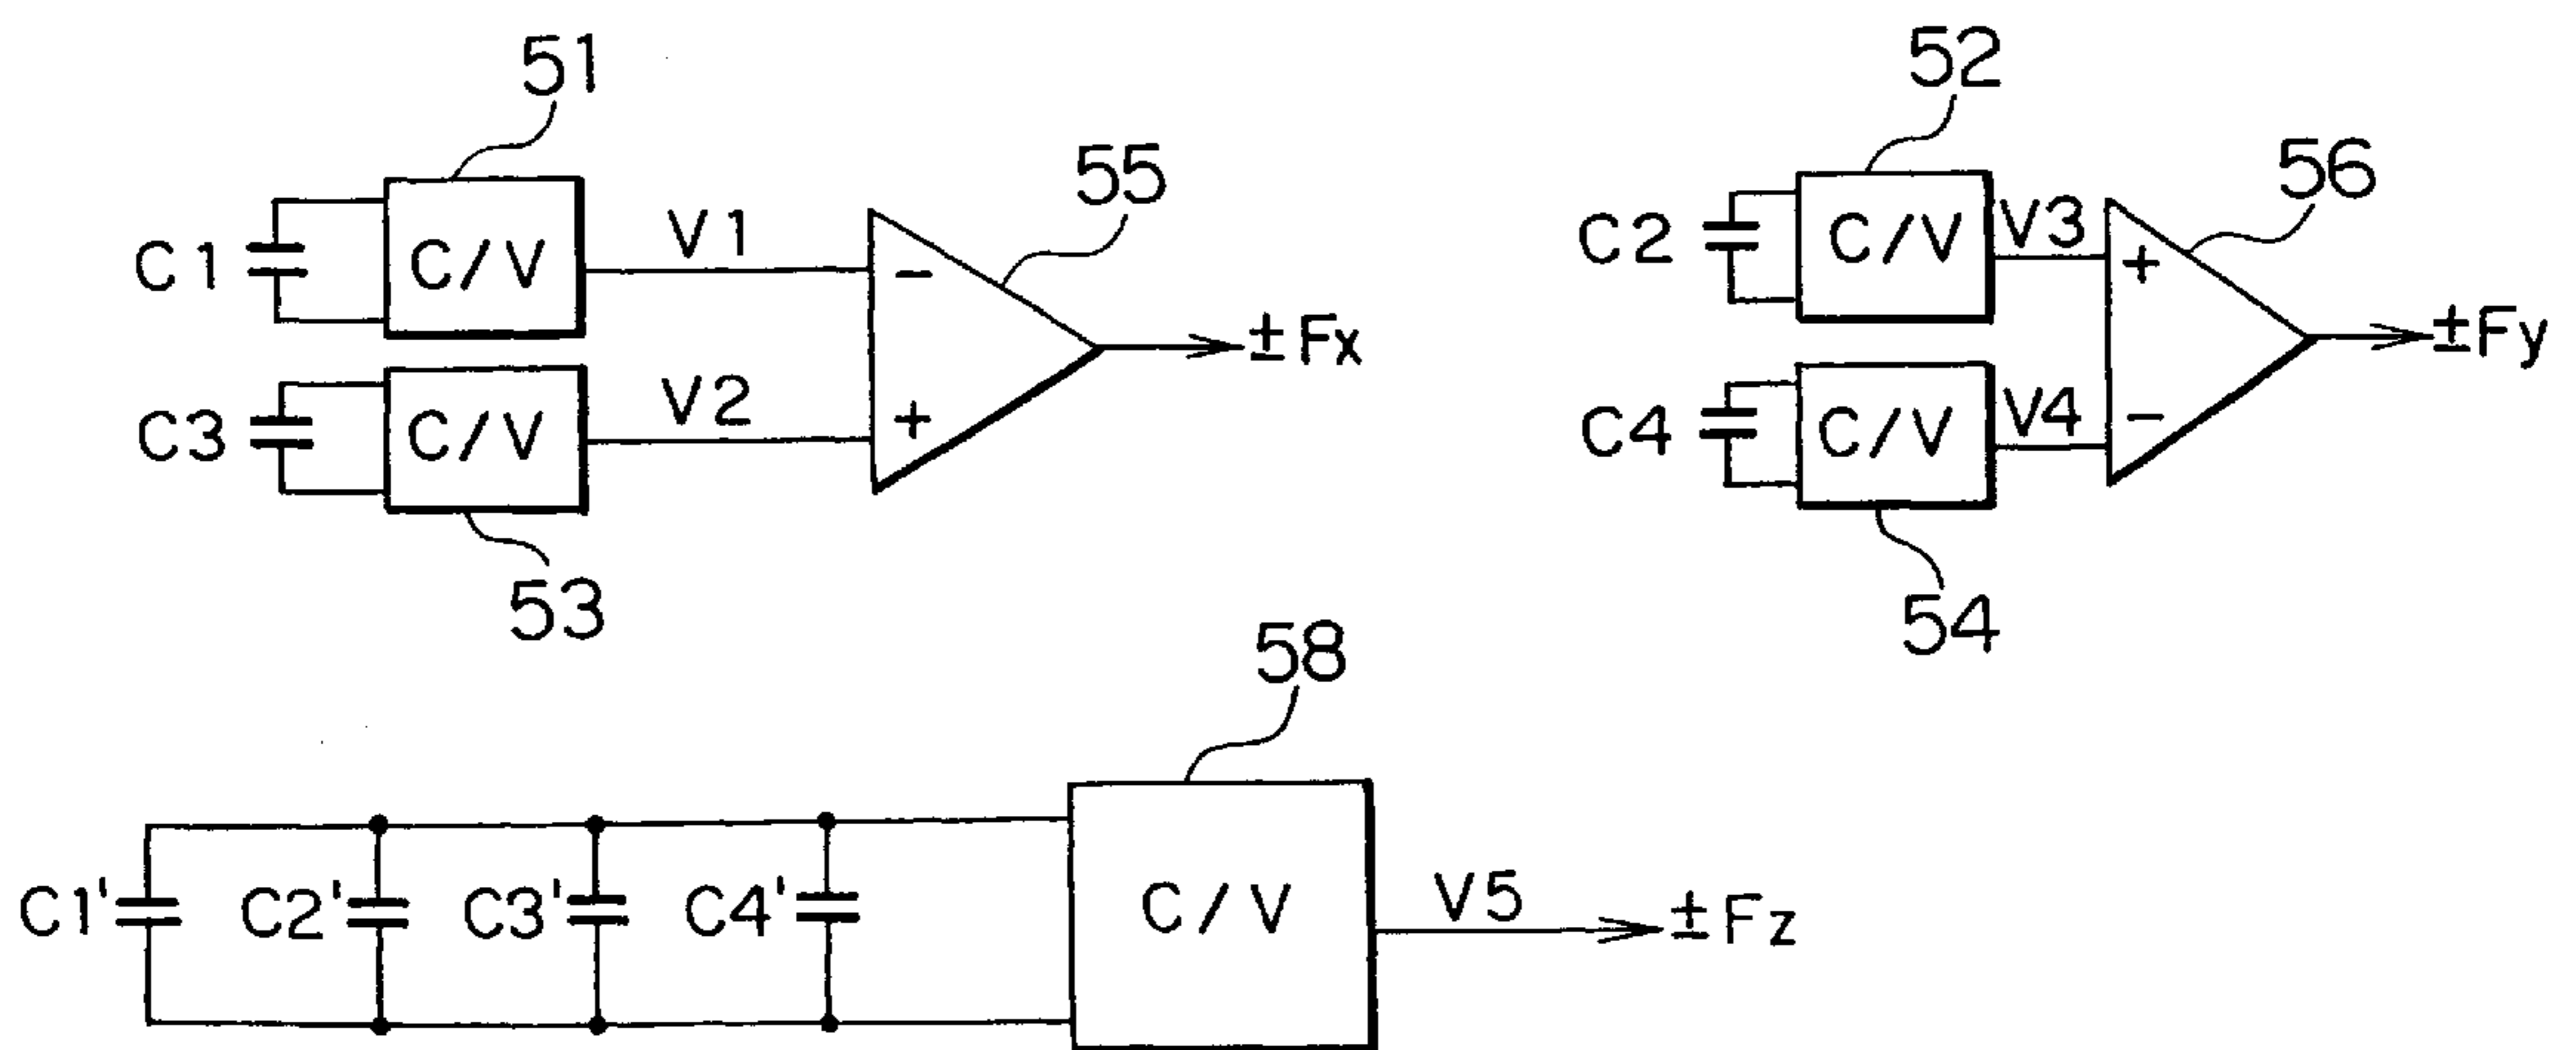 51
C1
C/V
V1
55
-
+
± Fx
C3
C/V
V2
53
52
C2
C/V
V3
56
+
-
±Fy
C4
C/V
V4
54
58
C1'
C2'
C3'
C4'
C/V
V5
± Fz